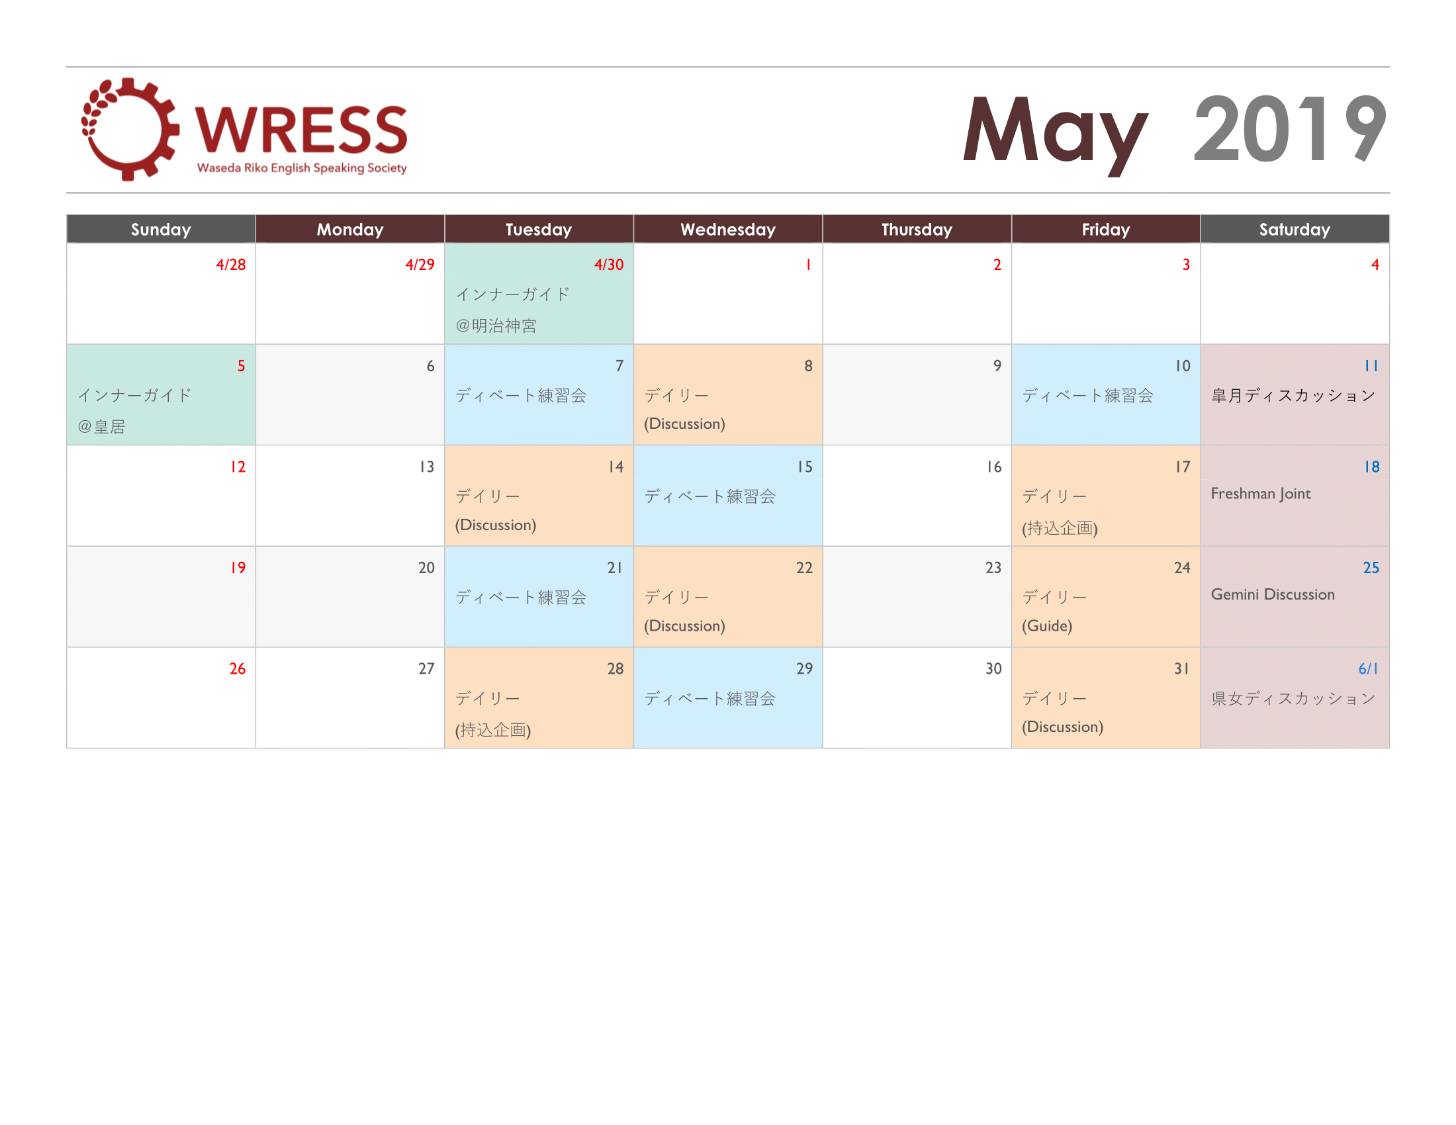 WRESS
Waseda Riko English Speaking Society
May 2019
Sunday Monday Tuesday Wednesday Thursday Friday Saturday
4/28 4/29 4/30 1 2 3 4
インナーガイド
@明治神宮
5 6 7 8 9 10 11
インナーガイド ディベート練習会 デイリー ディベート練習会 皐月ディスカッション
@皇居 (Discussion)
12 13 14 15 16 17 18
デイリー ディベート練習会 デイリー Freshman Joint
(Discussion) (持込企画)
19 20 21 22 23 24 25
ディベート練習会 デイリー デイリー Gemini Discussion
(Discussion) (Guide)
26 27 28 29 30 31 6/1
デイリー ディベート練習会 デイリー 県女ディスカッション
(持込企画) (Discussion)